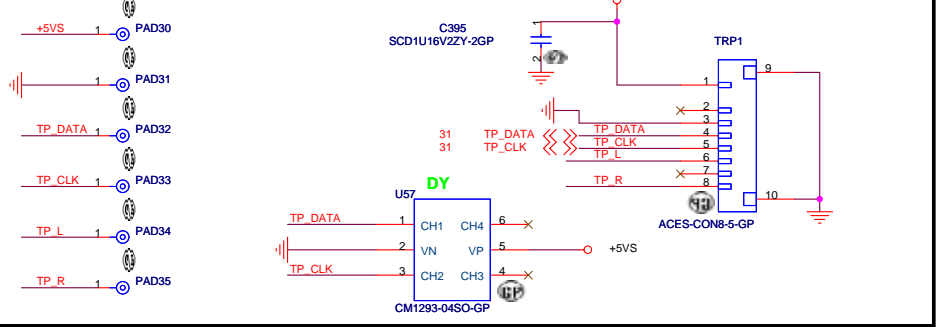 +5VS 1 PAD30
1 PAD31
TP_DATA 1 PAD32
TP_CLK 1 PAD33
TP_L 1 PAD34
TP_R 1 PAD35
C395
SCD1U16V2ZY-2GP
1
2
TRP1
1
2
3
4
5
6
7
8
9
10
31 TP_DATA TP_DATA
31 TP_CLK TP_CLK
TP_L
TP_R
ACES-CON8-5-GP
DY
U57
TP_DATA 1 CH1 CH4 6
2 VN VP 5 +5VS
TP_CLK 3 CH2 CH3 4
CM1293-04SO-GP
GP